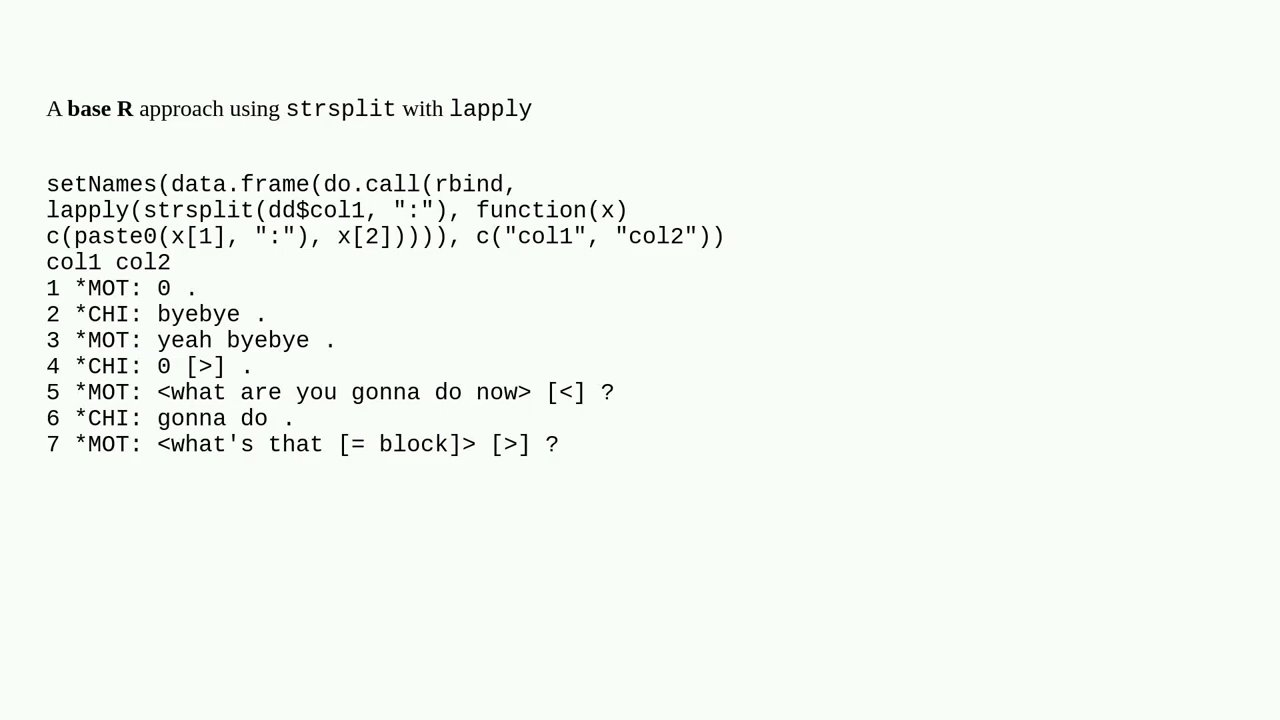 A base R approach using strsplit with lapply
setNames(data.frame(do.call(rbind,
lapply(strsplit(dd$col1, ":"), function(x)
c(paste0(x[1], ":"), x[2])))), c("col1", "col2"))
col1 col2
1 *MOT: 0 .
2 *CHI: byebye .
3 *MOT: yeah byebye .
4 *CHI: 0 [>] .
5 *MOT: <what are you gonna do now> [<] ?
6 *CHI: gonna do .
7 *MOT: <what's that [= block]> [>] ?